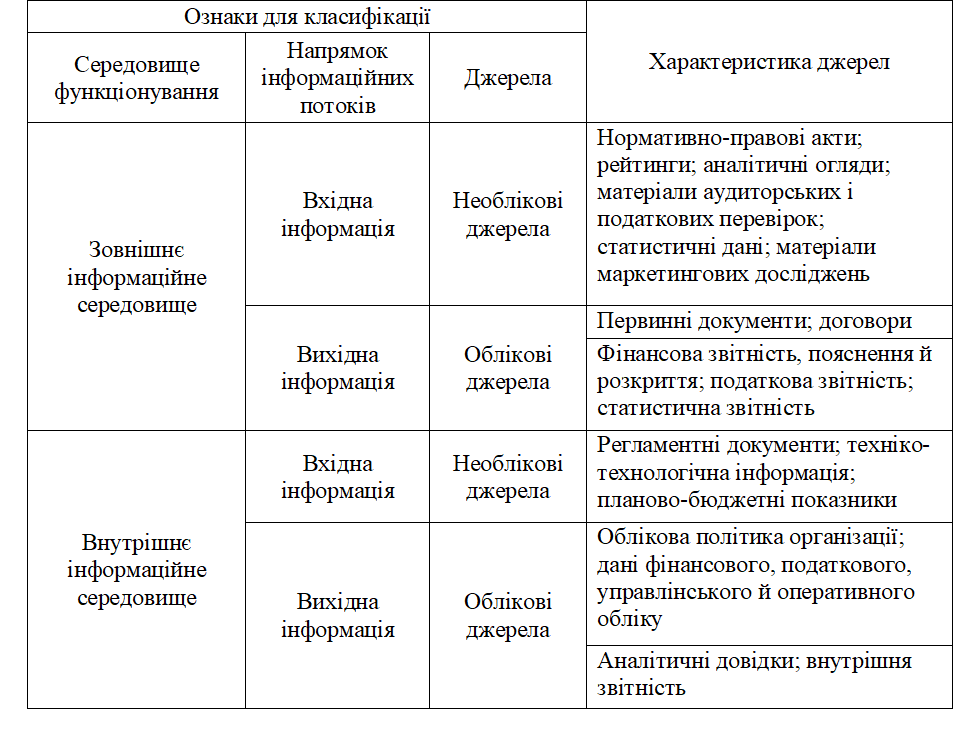 Ознаки для класифікації
Характеристика джерел
Середовище
функціонування
Напрямок
інформаційних
потоків
Джерела
Зовнішнє
інформаційне
середовище
Вхідна
інформація
Необлікові
джерела
Нормативно-правові акти;
рейтинги; аналітичні огляди;
матеріали аудиторських і
податкових перевірок;
статистичні дані; матеріали
маркетингових досліджень
Вихідна
інформація
Облікові
джерела
Первинні документи; договори
Фінансова звітність, пояснення й
розкриття; податкова звітність;
статистична звітність
Внутрішнє
інформаційне
середовище
Вхідна
інформація
Необлікові
джерела
Регламентні документи; техніко-
технологічна інформація;
планово-бюджетні показники
Вихідна
інформація
Облікові
джерела
Облікова політика організації;
дані фінансового, податкового,
управлінського й оперативного
обліку
Аналітичні довідки; внутрішня
звітність